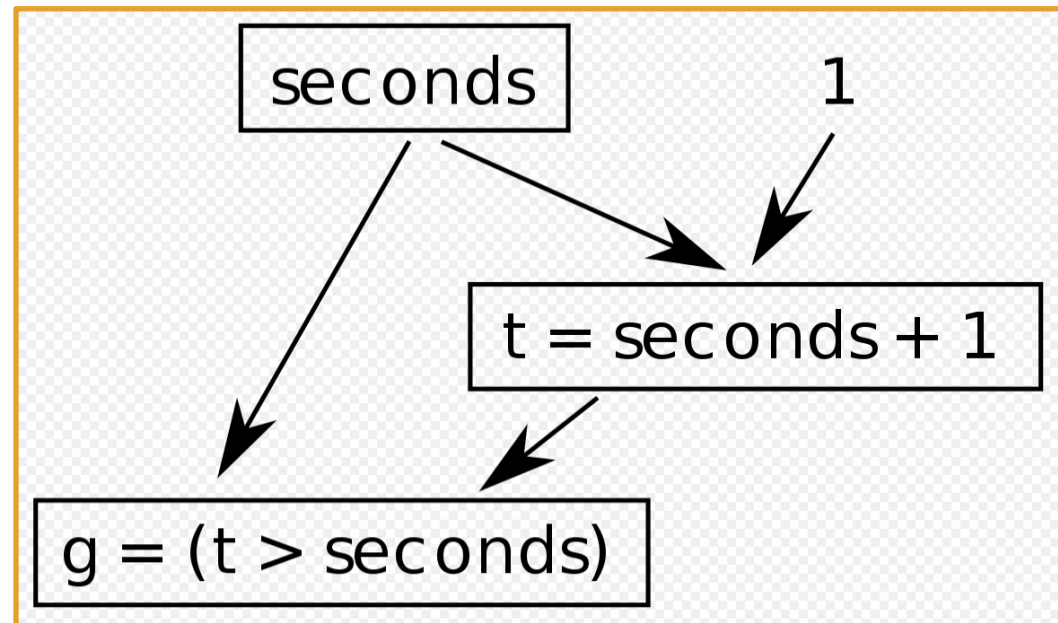 seconds
1
t = seconds + 1
g = (t > seconds)